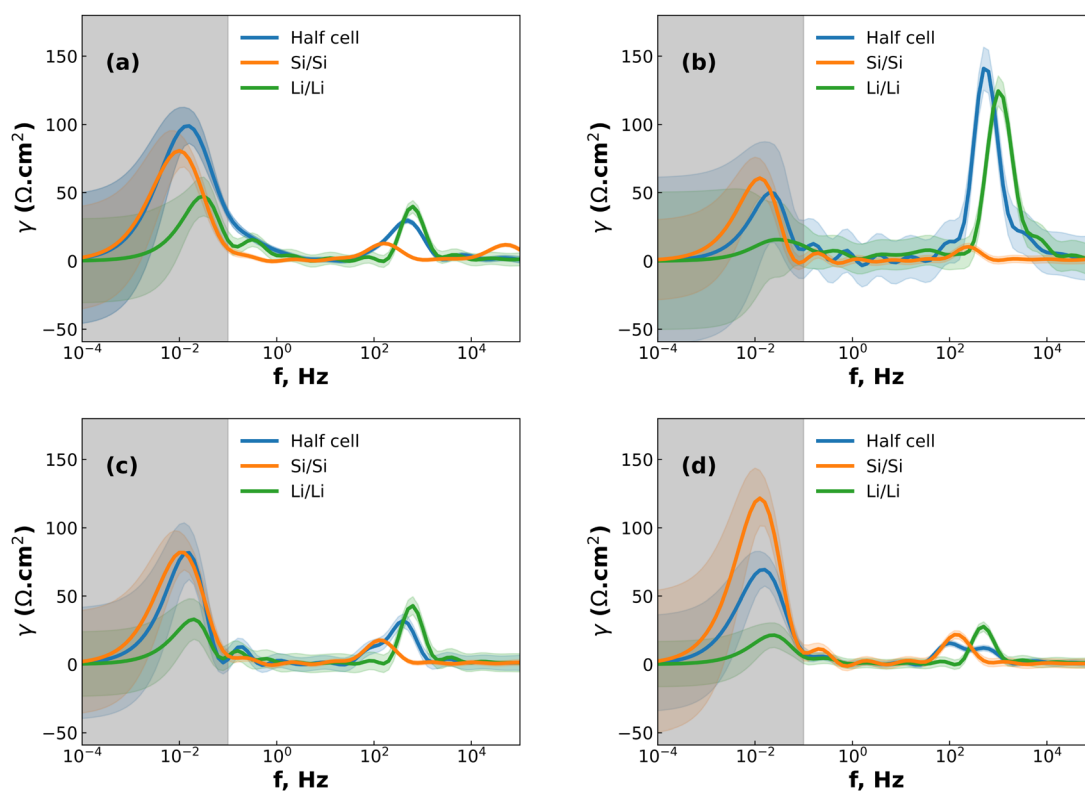 (a)
Half cell
Si/Si
Li/Li
γ (Ω.cm²)
150
100
50
0
−50
10⁻⁴
10⁻²
10⁰
10²
10⁴
f, Hz
(b)
Half cell
Si/Si
Li/Li
γ (Ω.cm²)
150
100
50
0
−50
10⁻⁴
10⁻²
10⁰
10²
10⁴
f, Hz
(c)
Half cell
Si/Si
Li/Li
γ (Ω.cm²)
150
100
50
0
−50
10⁻⁴
10⁻²
10⁰
10²
10⁴
f, Hz
(d)
Half cell
Si/Si
Li/Li
γ (Ω.cm²)
150
100
50
0
−50
10⁻⁴
10⁻²
10⁰
10²
10⁴
f, Hz